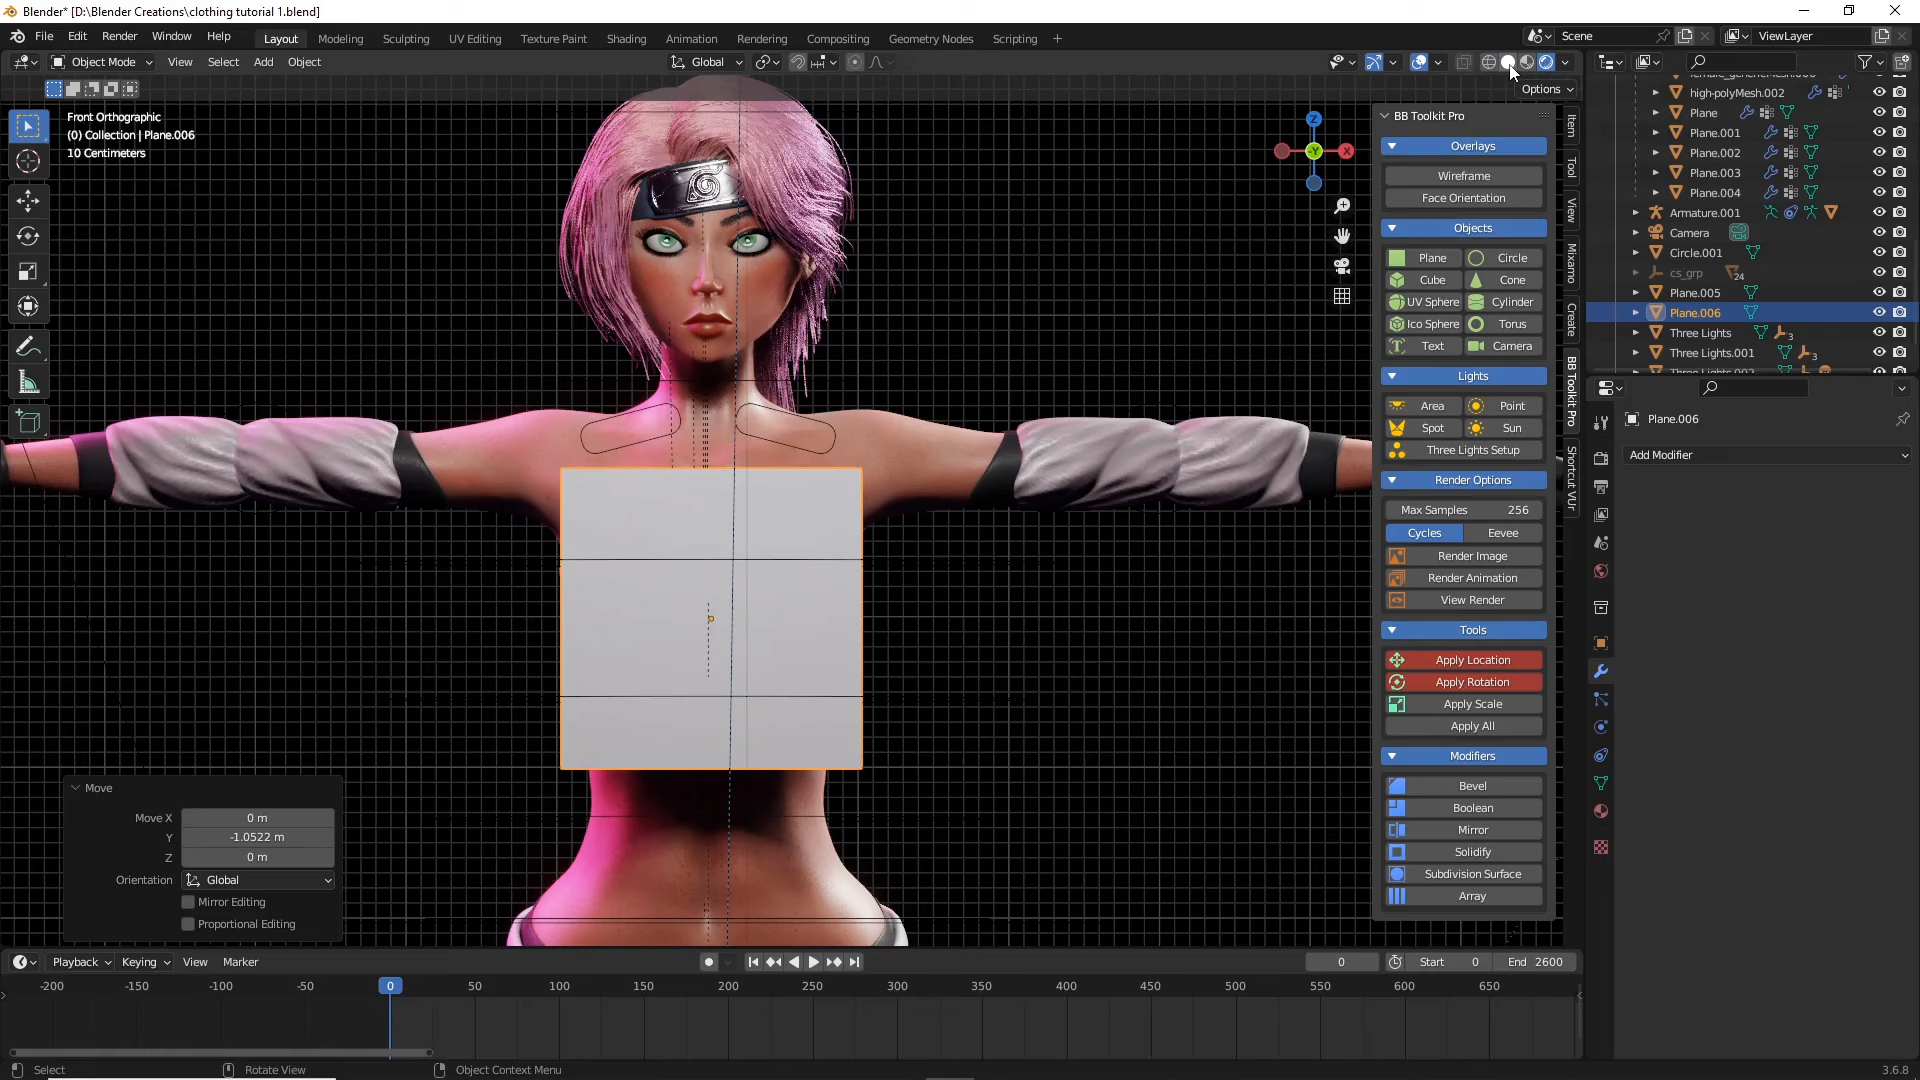 Blender* [D:\Blender Creations\clothing tutorial 1.blend]
File Edit Render Window Help Layout Modeling Sculpting UV Editing Texture Paint Shading Animation Rendering Compositing Geometry Nodes Scripting + Scene ViewLayer
Object Mode View Select Add Object Global
Options
Front Orthographic
(0) Collection | Plane.006
10 Centimeters
Z
X
-Y
Item
Tool
View
Mixamo
Create
BB Toolkit Pro
Shortcut VUr
BB Toolkit Pro
Overlays
Wireframe
Face Orientation
Objects
Plane Circle
Cube Cone
UV Sphere Cylinder
Ico Sphere Torus
Text Camera
Lights
Area Point
Spot Sun
Three Lights Setup
Render Options
Max Samples 256
Cycles Eevee
Render Image
Render Animation
View Render
Tools
Apply Location
Apply Rotation
Apply Scale
Apply All
Modifiers
Bevel
Boolean
Mirror
Solidify
Subdivision Surface
Array
high-polyMesh.002
Plane
Plane.001
Plane.002
Plane.003
Plane.004
Armature.001
Camera
Circle.001
cs_grp 24
Plane.005
Plane.006
Three Lights 3
Three Lights.001 3
Three Lights.002
Plane.006
Add Modifier
Move
Move X 0 m
Y -1.0522 m
Z 0 m
Orientation Global
Mirror Editing
Proportional Editing
Playback Keying View Marker 0 Start 0 End 2600
-200 -150 -100 -50 0 50 100 150 200 250 300 350 400 450 500 550 600 650
Select Rotate View Object Context Menu 3.6.8